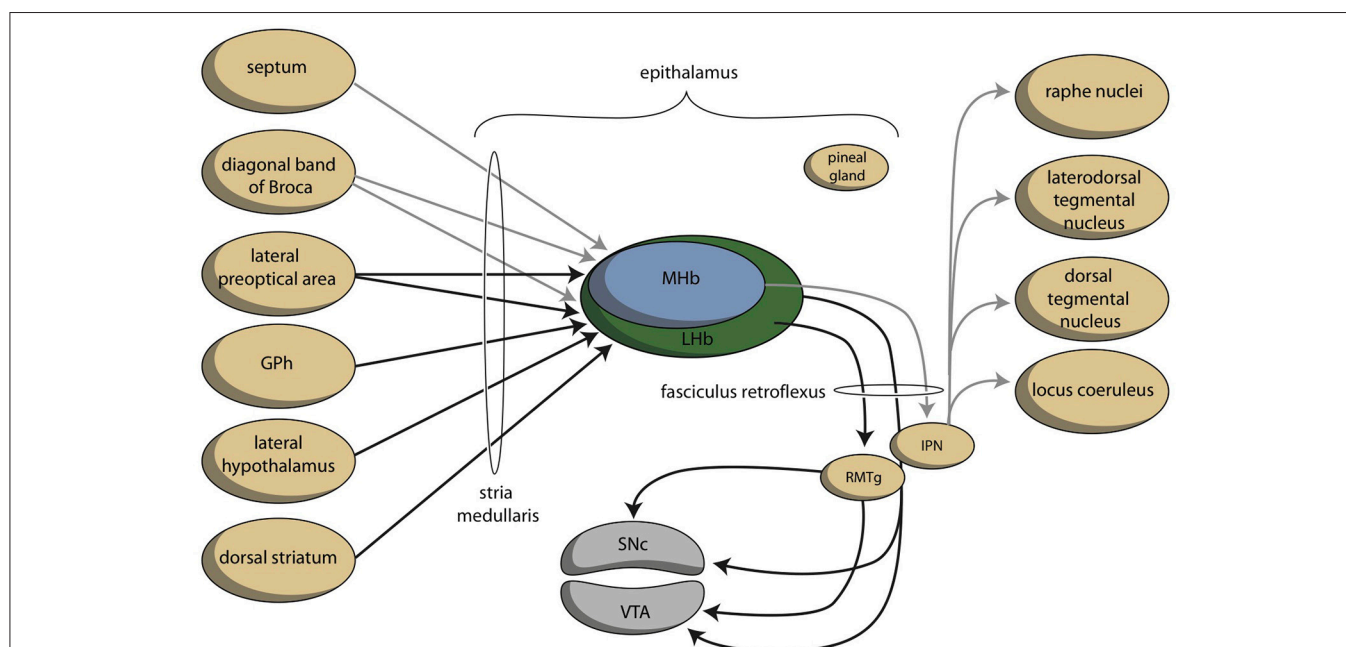 septum
diagonal band
of Broca
lateral
preoptical area
GPh
lateral
hypothalamus
dorsal striatum
epithalamus
stria
medullaris
pineal
gland
MHb
LHb
fasciculus retroflexus
IPN
RMTg
SNc
VTA
raphe nuclei
laterodorsal
tegmental
nucleus
dorsal
tegmental
nucleus
locus coeruleus